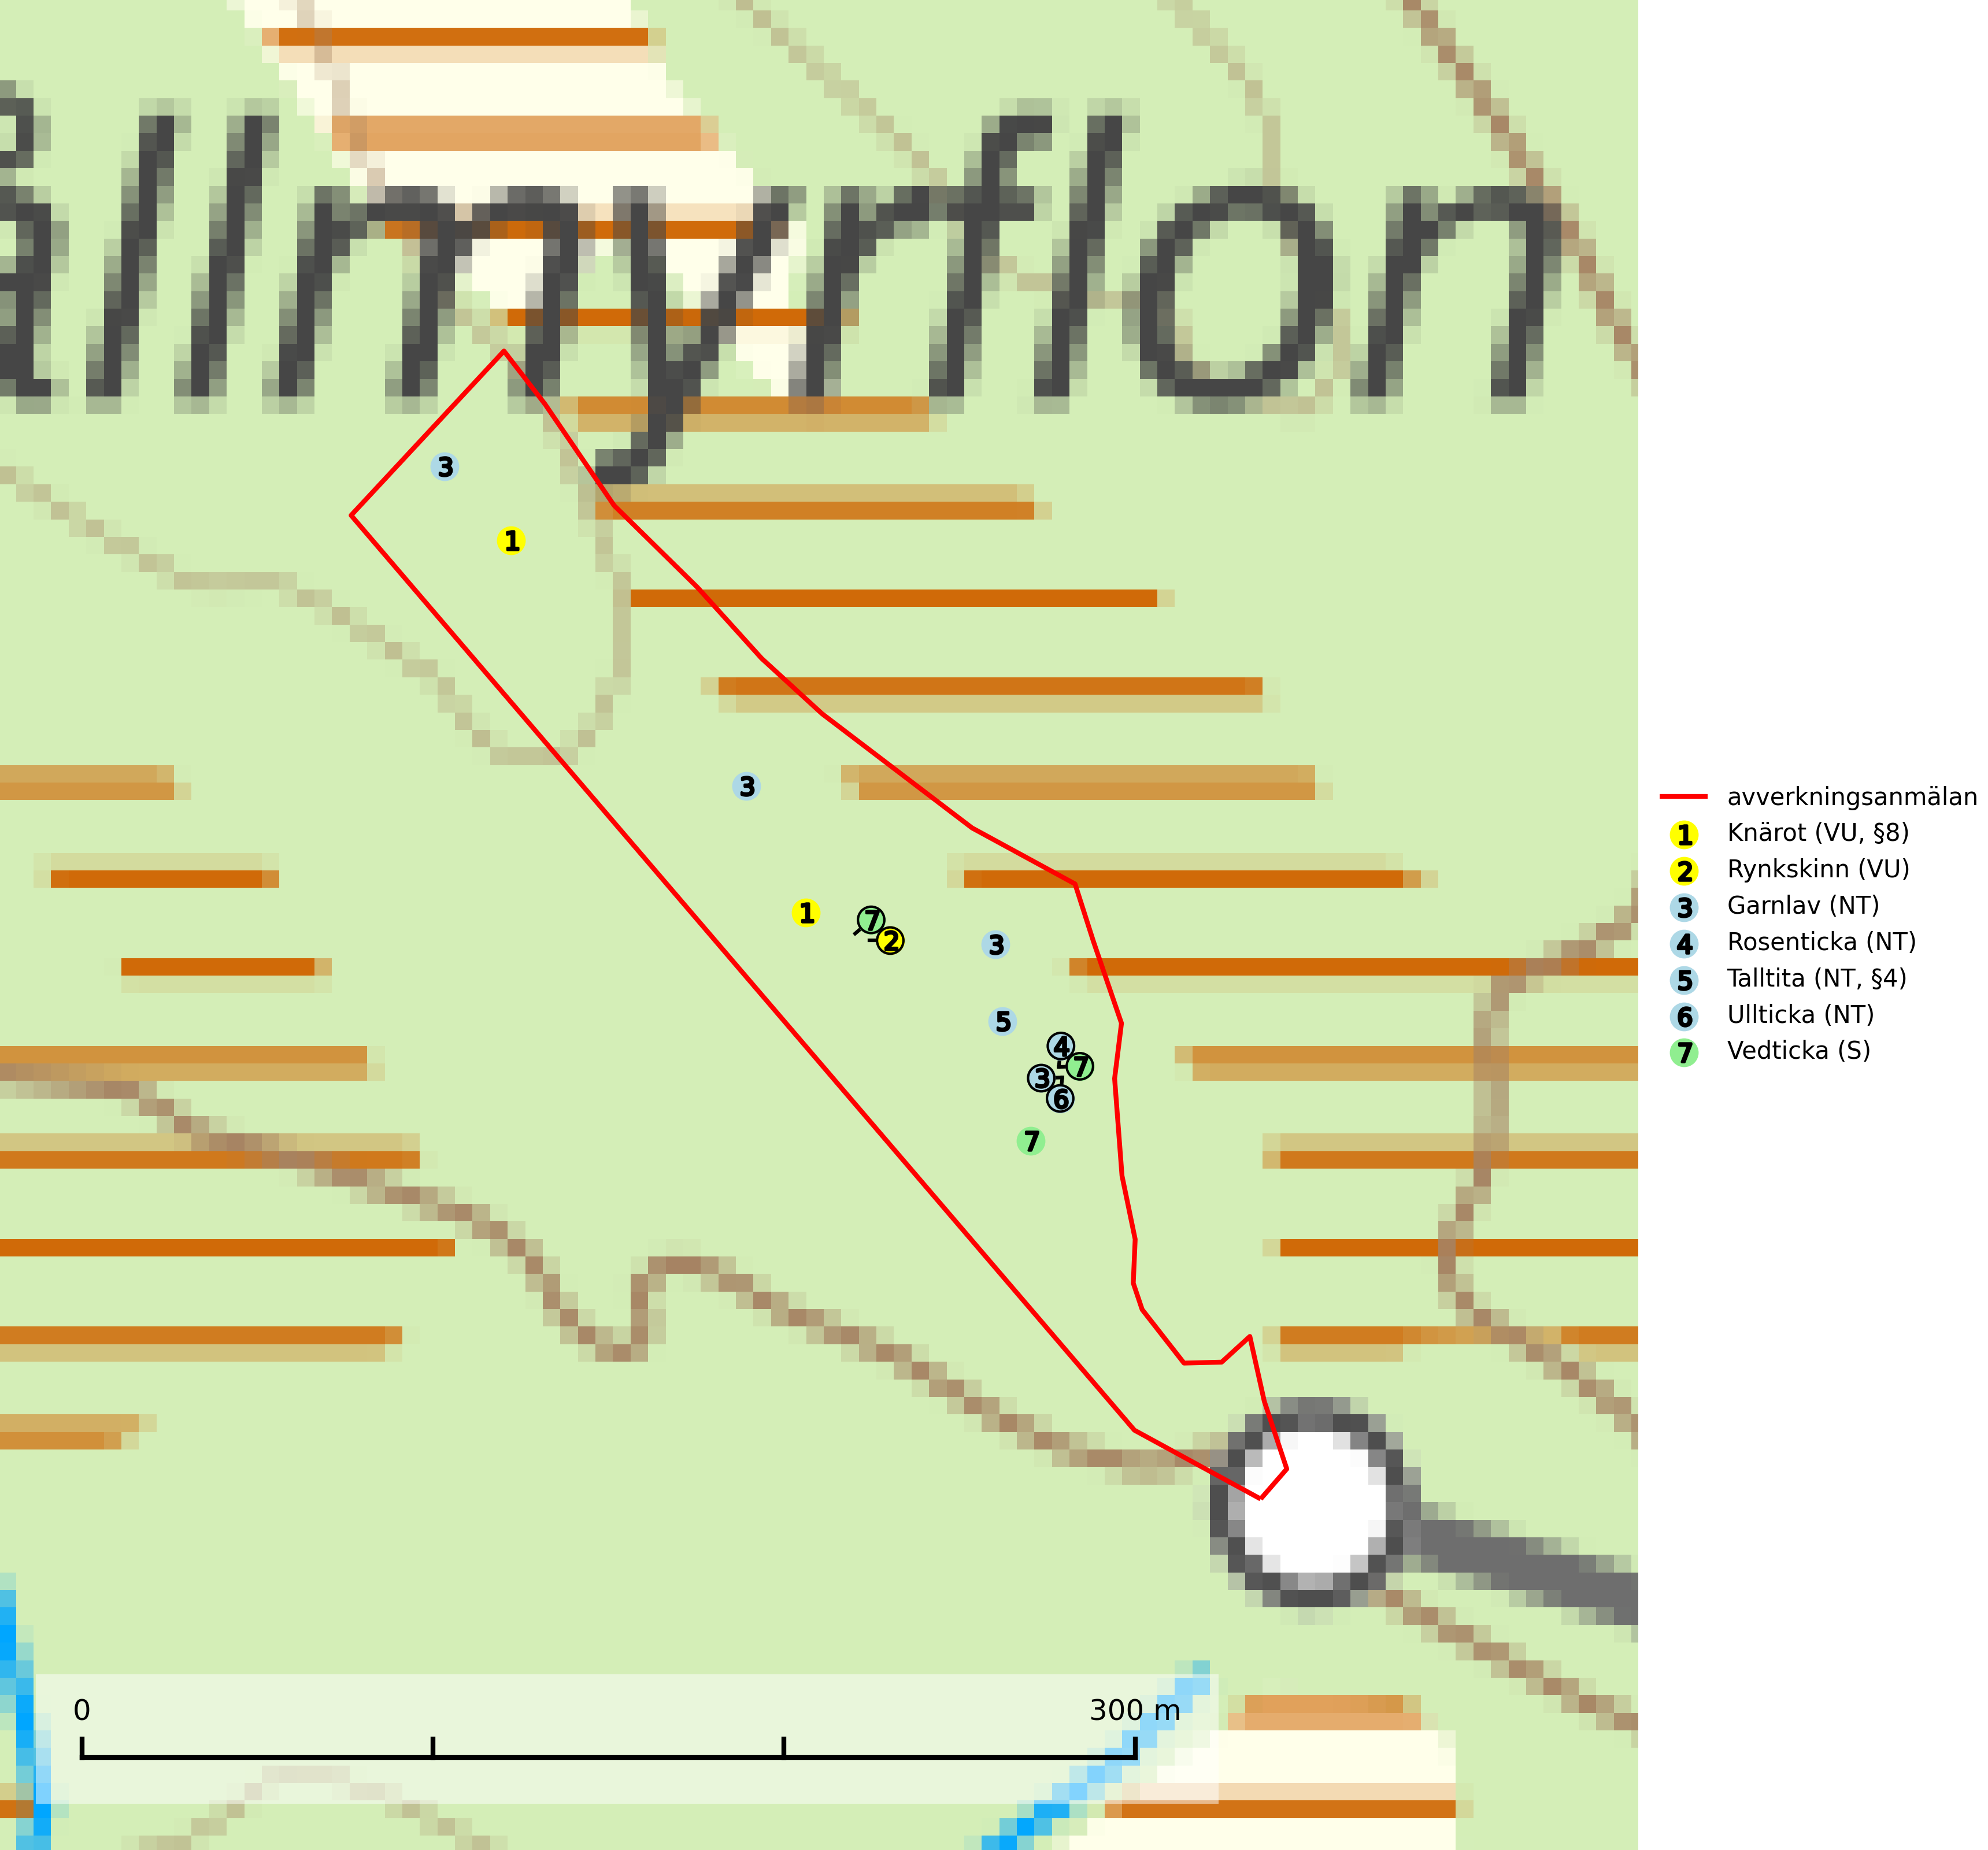 llmyrflon
3
1
3
1
7
2
3
5
4
7
3
6
7
avverkningsanmälan
1 Knärot (VU, §8)
2 Rynkskinn (VU)
3 Garnlav (NT)
4 Rosenticka (NT)
5 Talltita (NT, §4)
6 Ullticka (NT)
7 Vedticka (S)
0 300 m